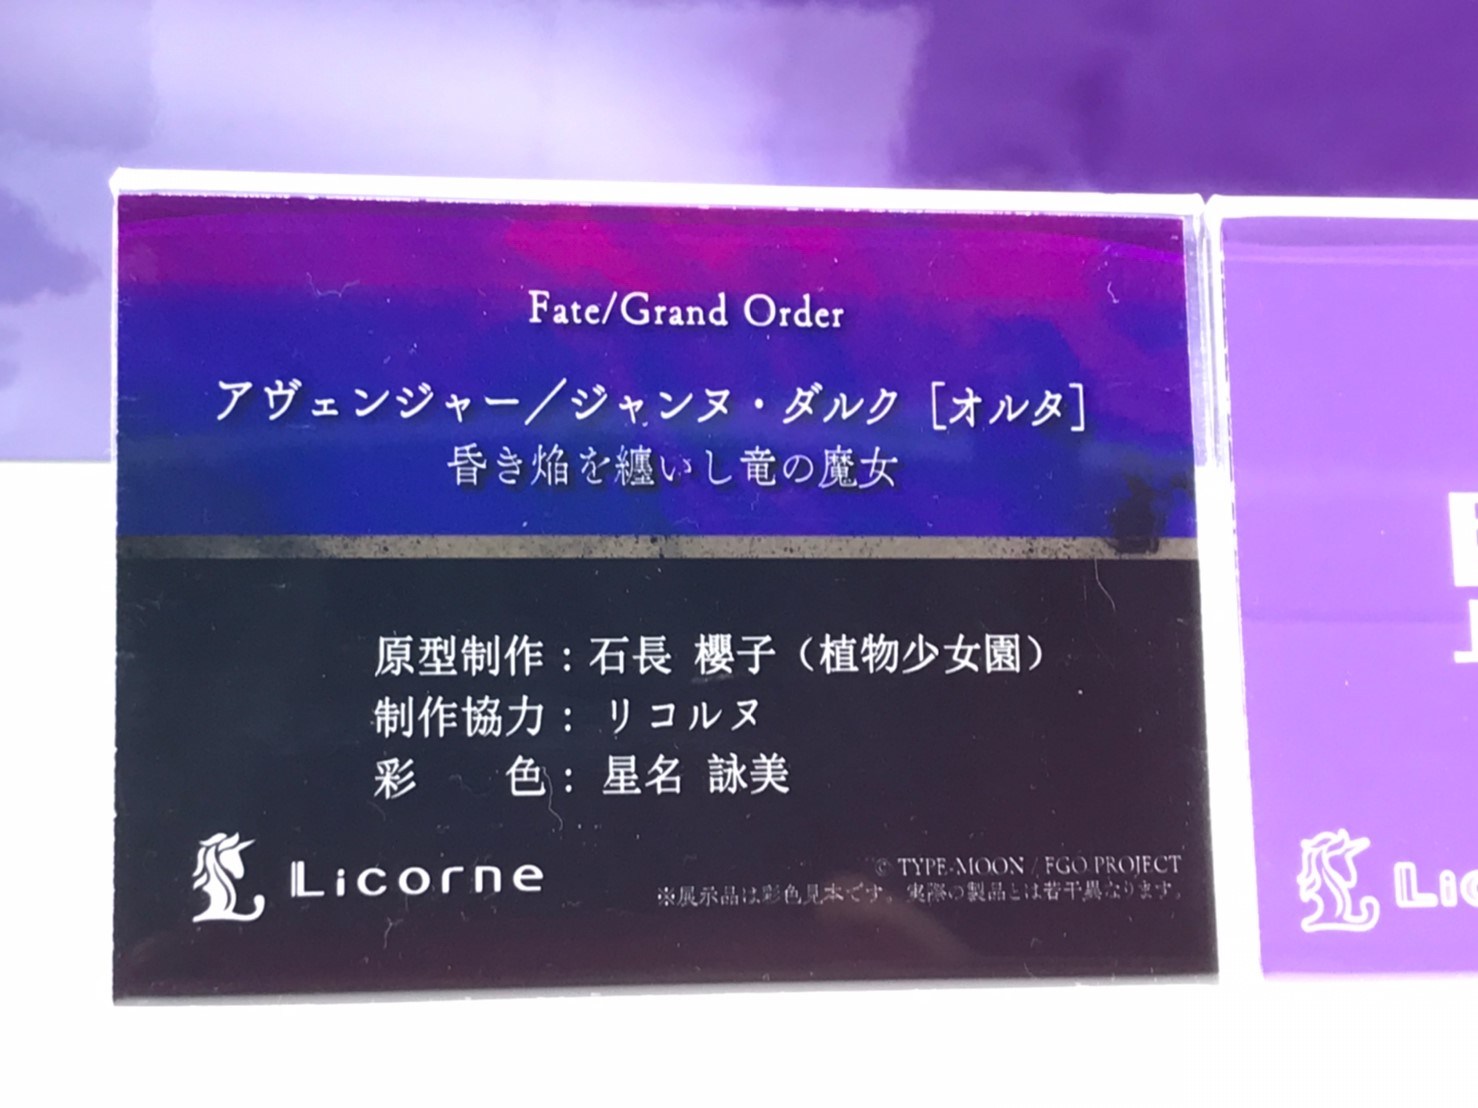 Fate/Grand Order
アヴェンジャー／ジャンヌ・ダルク［オルタ］
昏き焔を纏いし竜の魔女
原型制作：石長 櫻子（植物少女園）
制作協力： リコルヌ
彩　　色： 星名 詠美
Licorne
© TYPE-MOON / FGO PROJECT
※展示品は彩色見本です。実際の製品とは若干異なります。